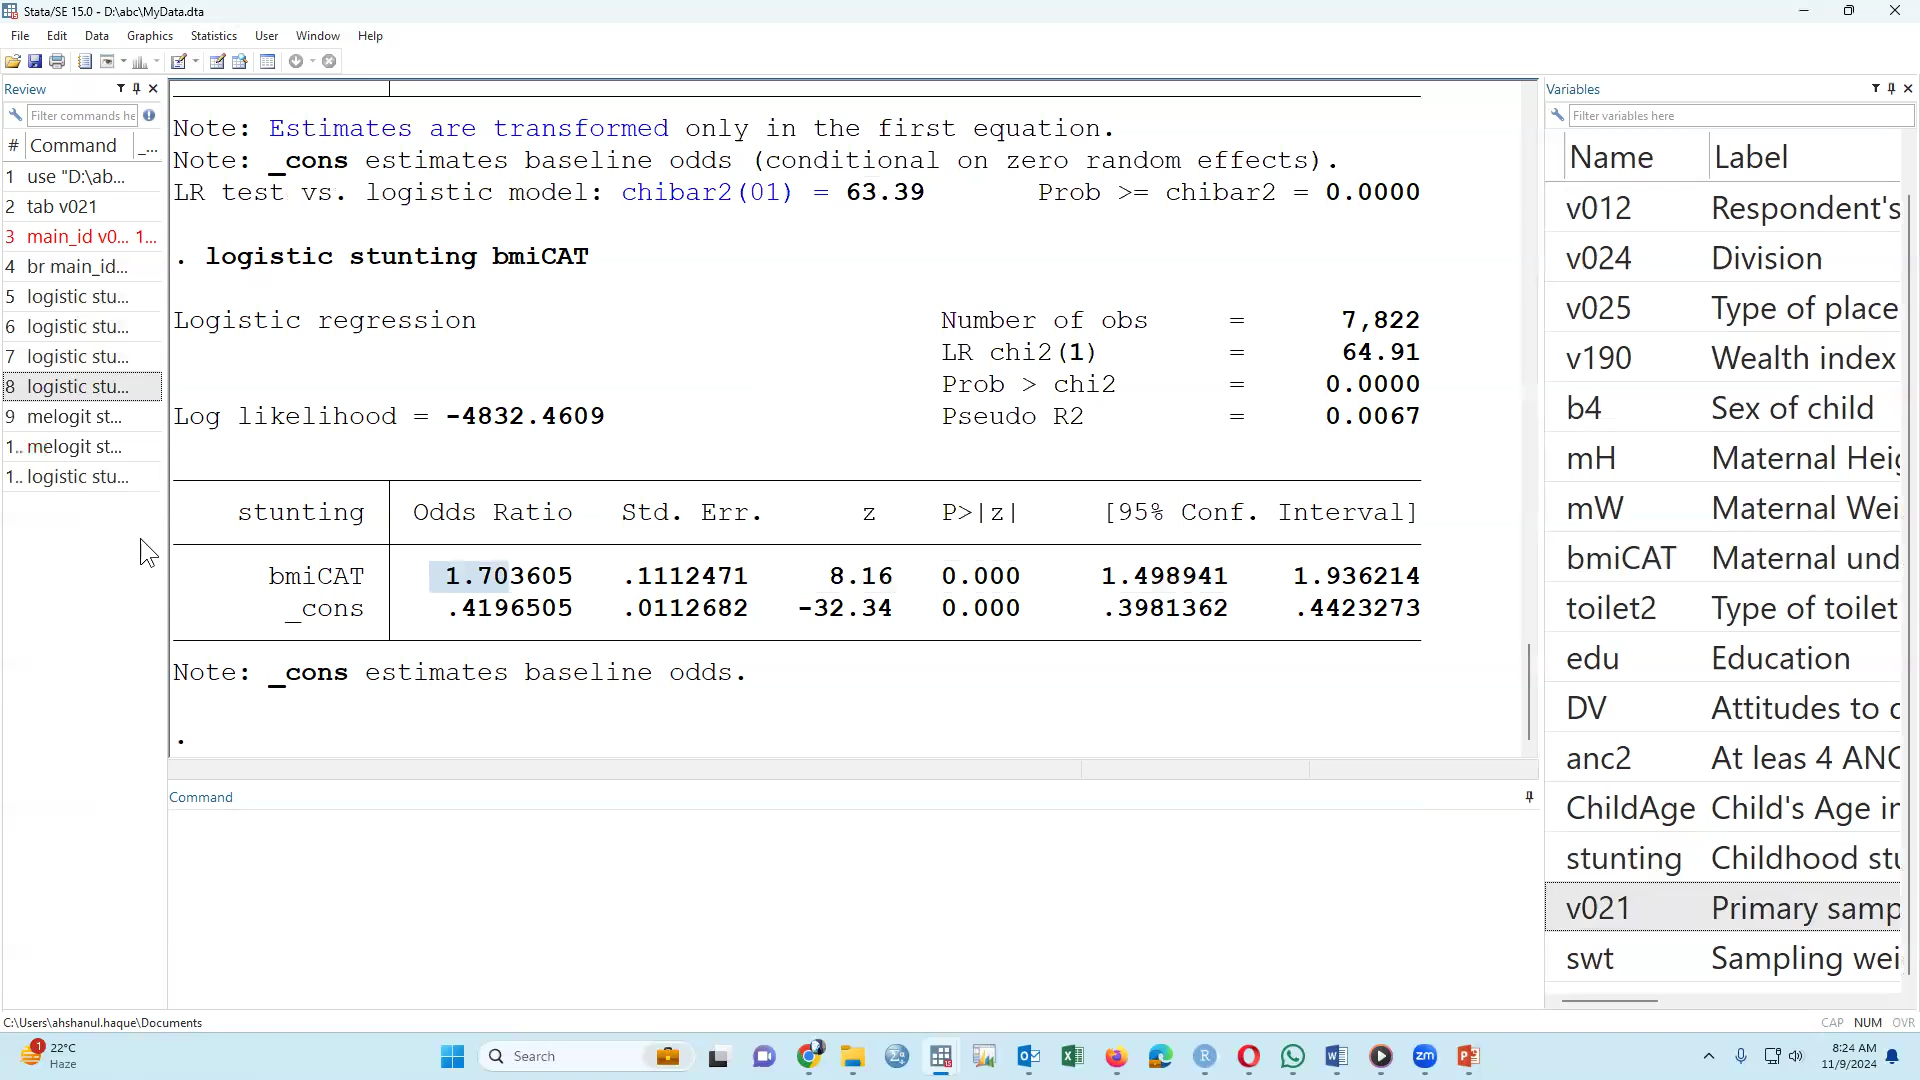 Stata/SE 15.0 - D:\abc\MyData.dta
File Edit Data Graphics Statistics User Window Help
Review
Filter commands he
# Command _...
1 use "D:\ab...
2 tab v021
3 main_id v0... 1...
4 br main_id...
5 logistic stu...
6 logistic stu...
7 logistic stu...
8 logistic stu...
9 melogit st...
1.. melogit st...
1.. logistic stu...
Note: Estimates are transformed only in the first equation.
Note: _cons estimates baseline odds (conditional on zero random effects).
LR test vs. logistic model: chibar2(01) = 63.39 Prob >= chibar2 = 0.0000
. logistic stunting bmiCAT
Logistic regression Number of obs = 7,822
LR chi2(1) = 64.91
Prob > chi2 = 0.0000
Log likelihood = -4832.4609 Pseudo R2 = 0.0067
stunting Odds Ratio Std. Err. z P>|z| [95% Conf. Interval]
bmiCAT 1.703605 .1112471 8.16 0.000 1.498941 1.936214
_cons .4196505 .0112682 -32.34 0.000 .3981362 .4423273
Note: _cons estimates baseline odds.
.
Command
Variables
Filter variables here
Name Label
v012 Respondent's
v024 Division
v025 Type of place
v190 Wealth index
b4 Sex of child
mH Maternal Heig
mW Maternal Wei
bmiCAT Maternal und
toilet2 Type of toilet
edu Education
DV Attitudes to d
anc2 At leas 4 ANC
ChildAge Child's Age in
stunting Childhood stu
v021 Primary samp
swt Sampling wei
C:\Users\ahshanul.haque\Documents
CAP NUM OVR
1
22°C
Haze
Search
zm
8:24 AM
11/9/2024